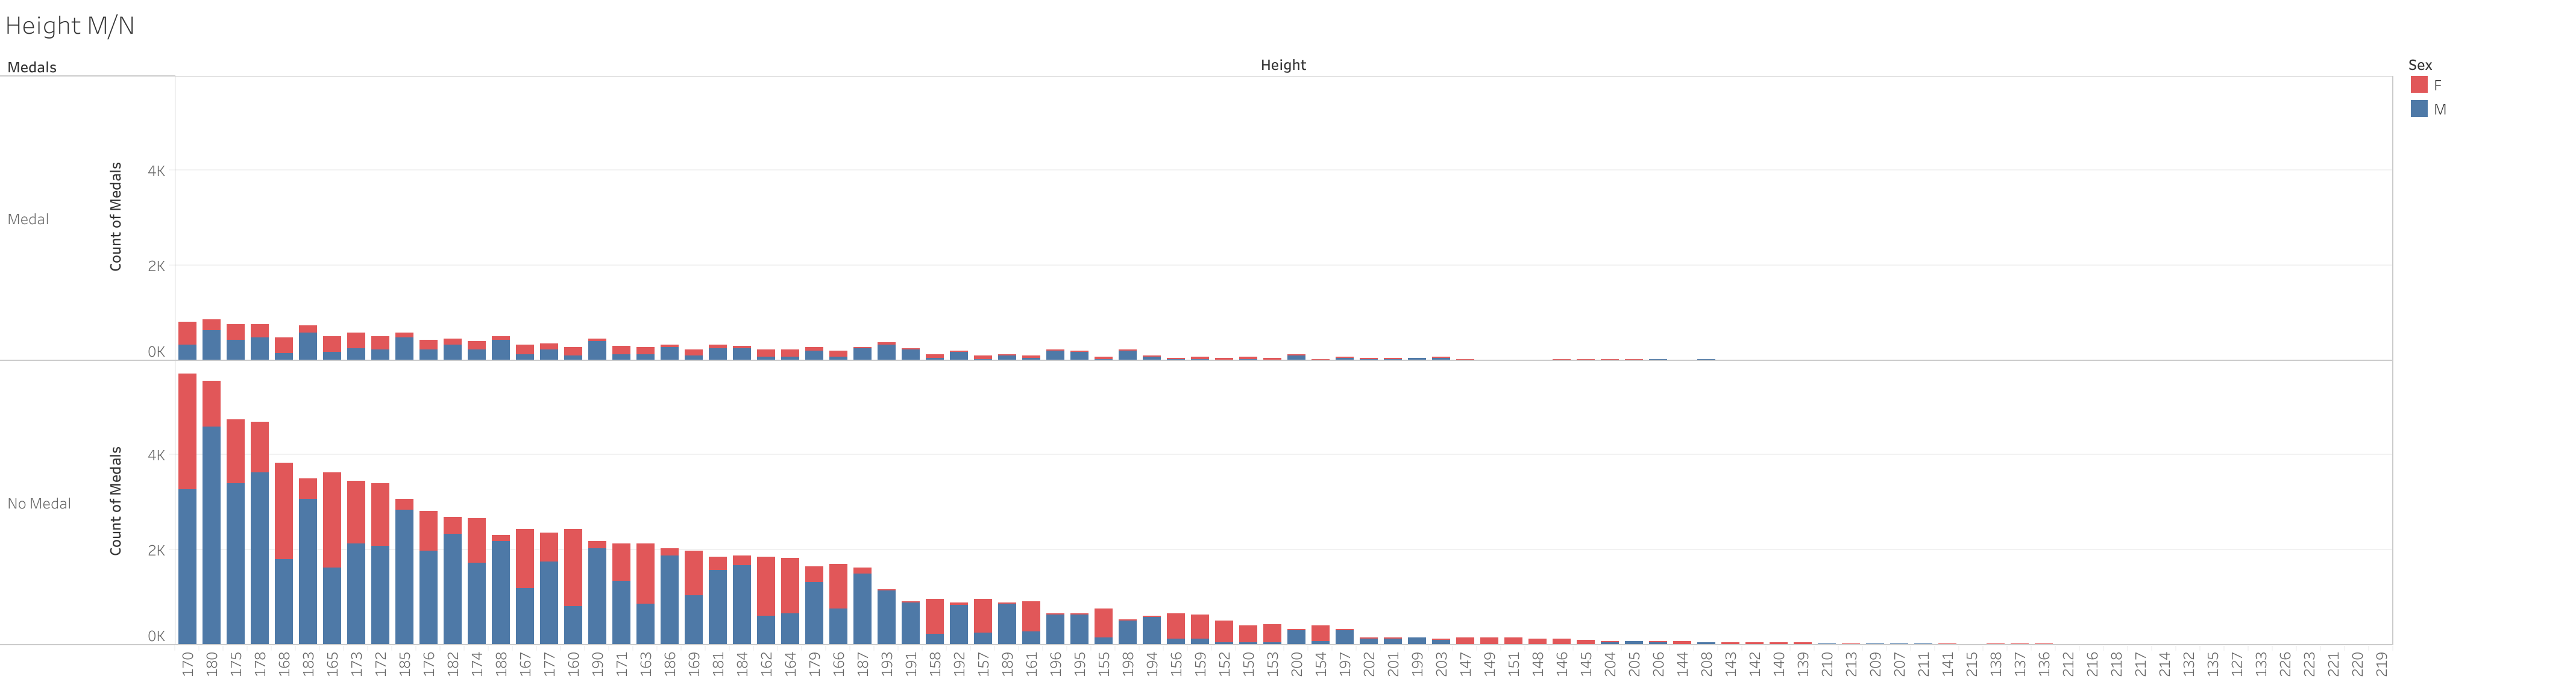 Height M/N
Medals
Height
Sex
F
M
Medal
Count of Medals
4K
2K
0K
No Medal
Count of Medals
4K
2K
0K
170 180 175 178 168 183 165 173 172 185 176 182 174 188 167 177 160 190 171 163 186 169 181 184 162 164 179 166 187 193 191 158 192 157 189 161 196 195 155 198 194 156 159 152 150 153 200 154 197 202 201 199 203 147 149 151 148 146 145 204 205 206 144 208 143 142 140 139 210 213 209 207 211 141 215 138 137 136 212 216 218 217 214 132 135 127 133 226 223 221 220 219